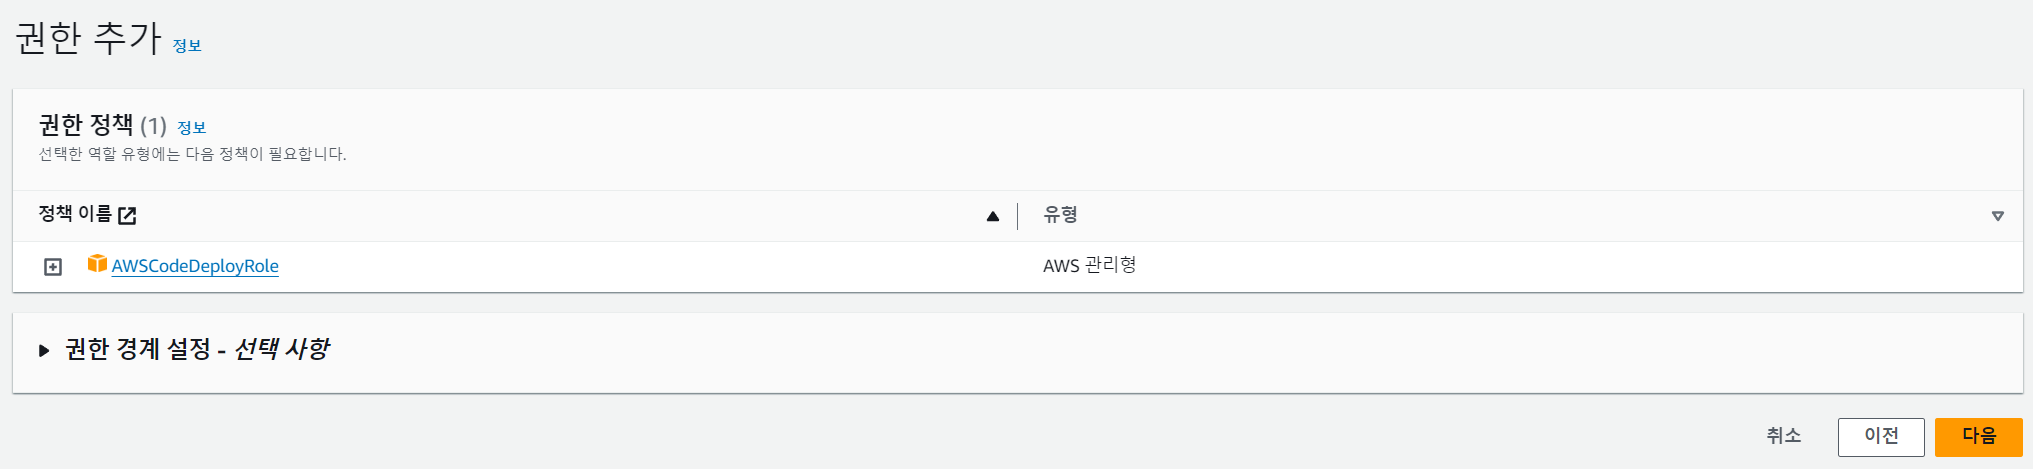 권한 추가 정보
권한 정책 (1) 정보
선택한 역할 유형에는 다음 정책이 필요합니다.
정책 이름 유형
AWSCodeDeployRole AWS 관리형
권한 경계 설정 - 선택 사항
취소 이전 다음